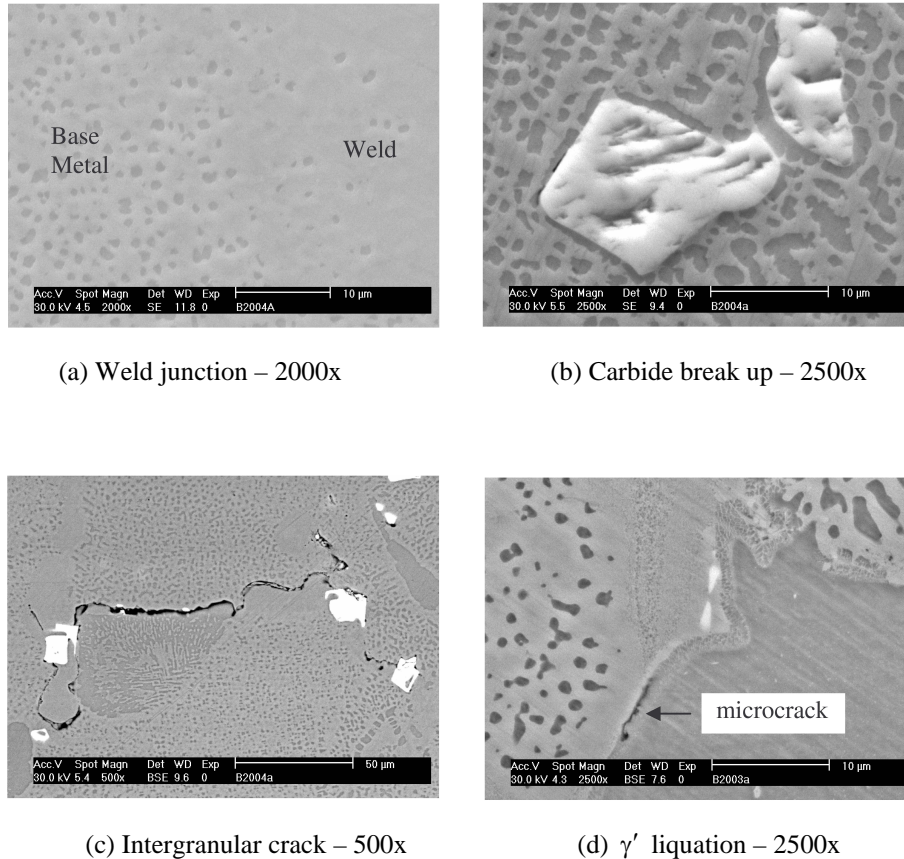 Base
Metal
Weld
Acc.V Spot Magn Det WD Exp 10 µm
30.0 kV 4.5 2000x SE 11.8 0 B2004A
Acc.V Spot Magn Det WD Exp 10 µm
30.0 kV 5.5 2500x SE 9.4 0 B2004a
(a) Weld junction – 2000x
(b) Carbide break up – 2500x
Acc.V Spot Magn Det WD Exp 50 µm
30.0 kV 5.4 500x BSE 9.6 0 B2004a
microcrack
Acc.V Spot Magn Det WD Exp 10 µm
30.0 kV 4.3 2500x BSE 7.6 0 B2003a
(c) Intergranular crack – 500x
(d) γ′ liquation – 2500x